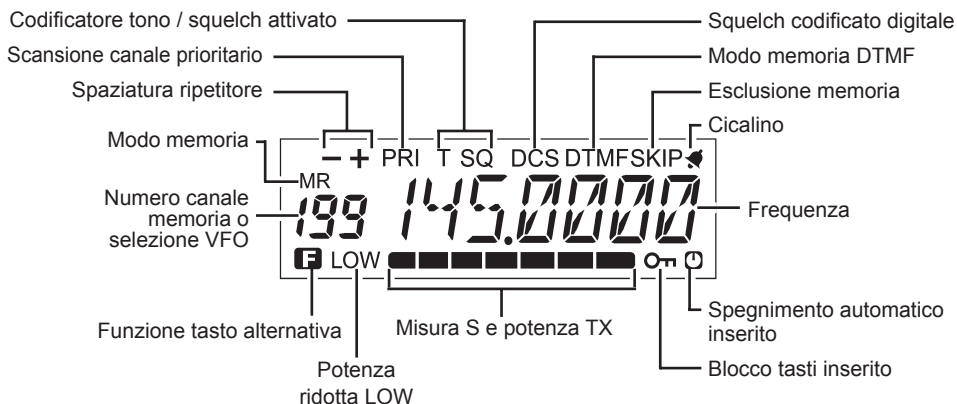 Codificatore tono / squelch attivato
Squelch codificato digitale
Scansione canale prioritario
Modo memoria DTMF
Spaziatura ripetitore
Esclusione memoria
Modo memoria
Cicalino
− + PRI T SQ DCS DTMF SKIP
MR
Numero canale
memoria o
selezione VFO
199 145.0000
Frequenza
F LOW
Funzione tasto alternativa
Misura S e potenza TX
Spegnimento automatico
inserito
Potenza
ridotta LOW
Blocco tasti inserito